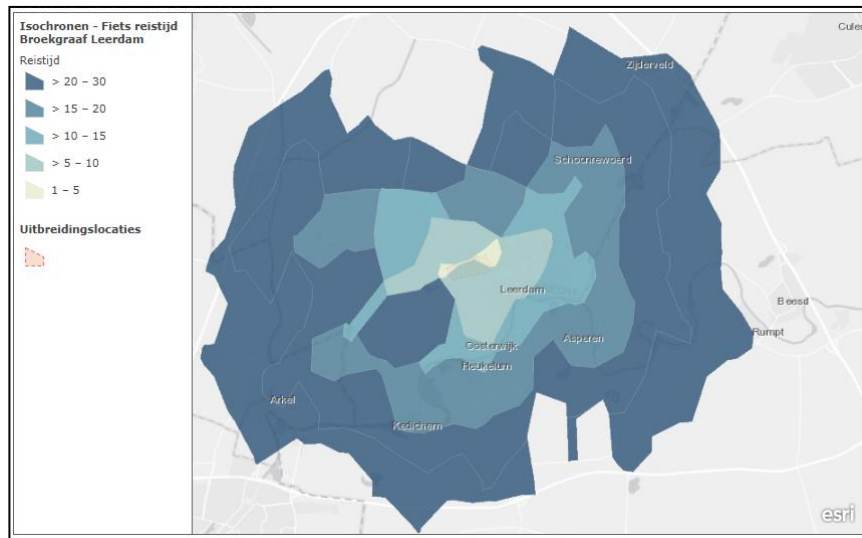 Isochronen - Fiets reistijd
Broekgraaf Leerdam
Reistijd
> 20 – 30
> 15 – 20
> 10 – 15
> 5 – 10
1 – 5
Uitbreidingslocaties
Zijderveld
Schoonrewoerd
Leerdam
Oosterwijk
Heukelum
Asperen
Arkel
Kedichem
Beesd
Rumpt
esri